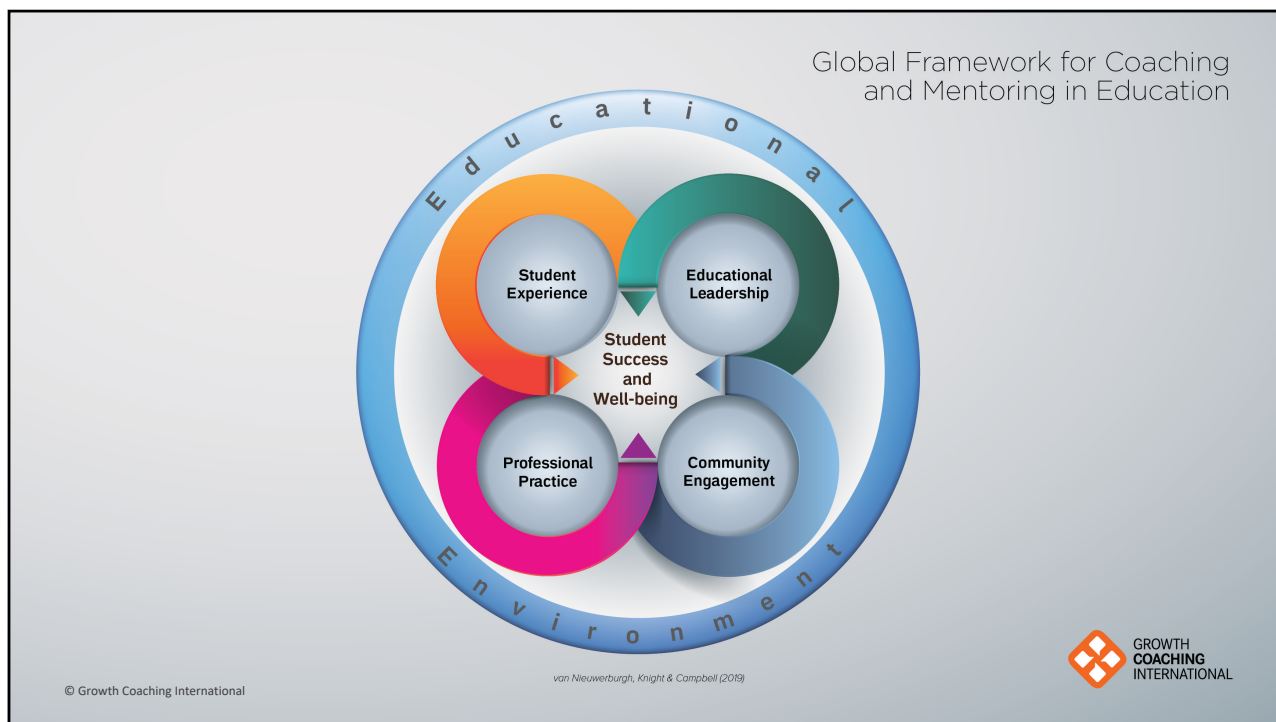 Global Framework for Coaching
and Mentoring in Education
Educational
Student
Experience
Educational
Leadership
Student
Success
and
Well-being
Professional
Practice
Community
Engagement
Environment
van Nieuwerburgh, Knight & Campbell (2019)
© Growth Coaching International
GROWTH
COACHING
INTERNATIONAL